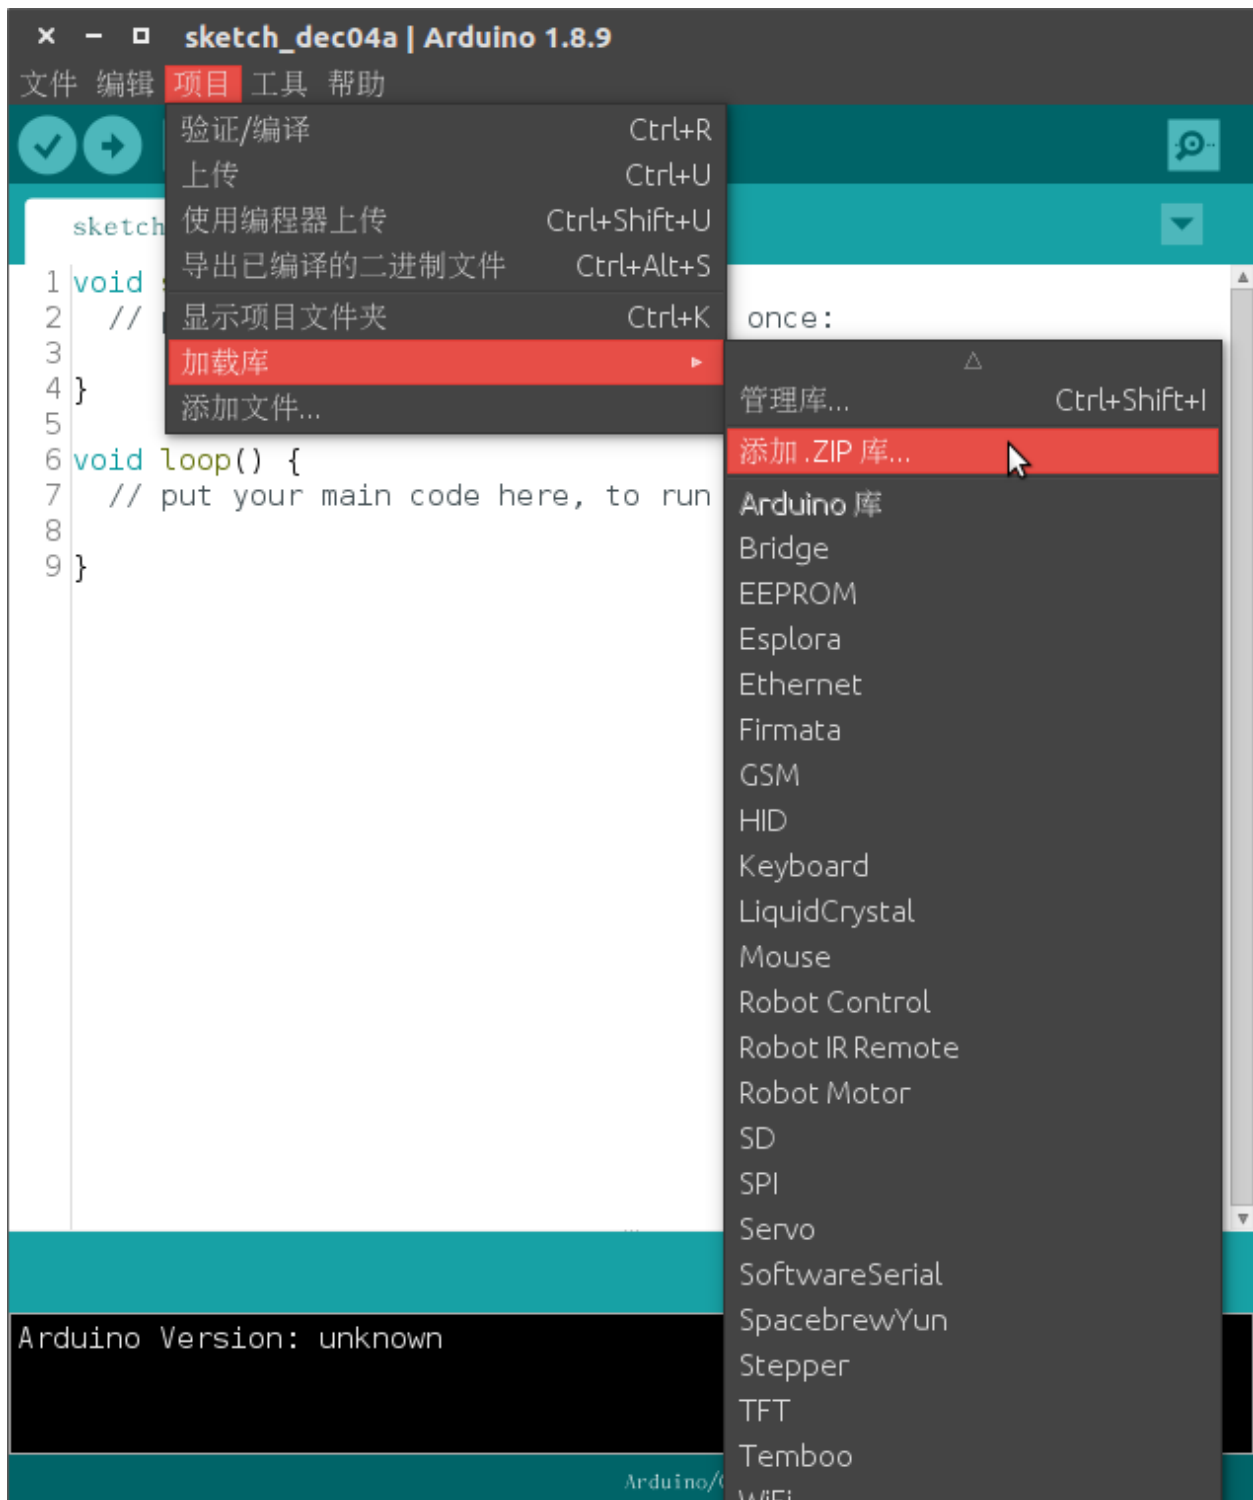 sketch_dec04a | Arduino 1.8.9
文件 编辑 项目 工具 帮助
验证/编译 Ctrl+R
上传 Ctrl+U
使用编程器上传 Ctrl+Shift+U
导出已编译的二进制文件 Ctrl+Alt+S
显示项目文件夹 Ctrl+K
加载库
添加文件...
sketch
1 void
2 // once:
3
4 }
5
6 void loop() {
7 // put your main code here, to run
8
9 }
管理库... Ctrl+Shift+I
添加 .ZIP 库...
Arduino 库
Bridge
EEPROM
Esplora
Ethernet
Firmata
GSM
HID
Keyboard
LiquidCrystal
Mouse
Robot Control
Robot IR Remote
Robot Motor
SD
SPI
Servo
SoftwareSerial
SpacebrewYun
Stepper
TFT
Temboo
WiFi
Arduino Version: unknown
Arduino/